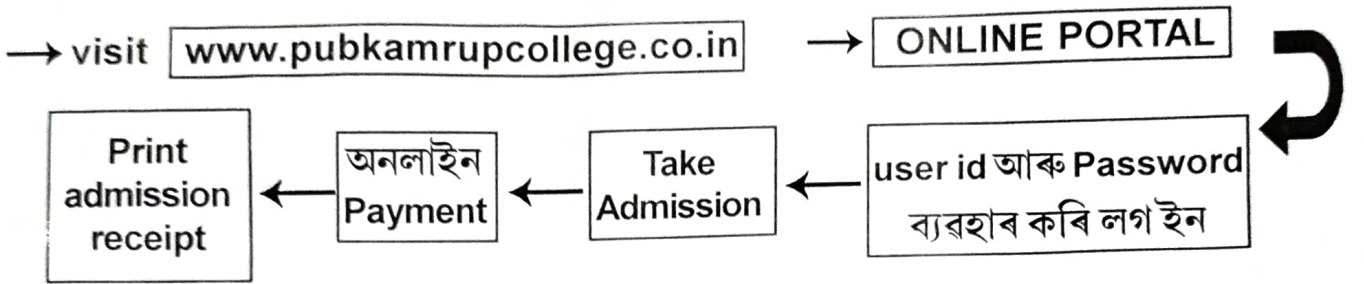 visit www.pubkamrupcollege.co.in
ONLINE PORTAL
user id আৰু Password
ব্যৱহাৰ কৰি লগ ইন
Take
Admission
অনলাইন
Payment
Print
admission
receipt